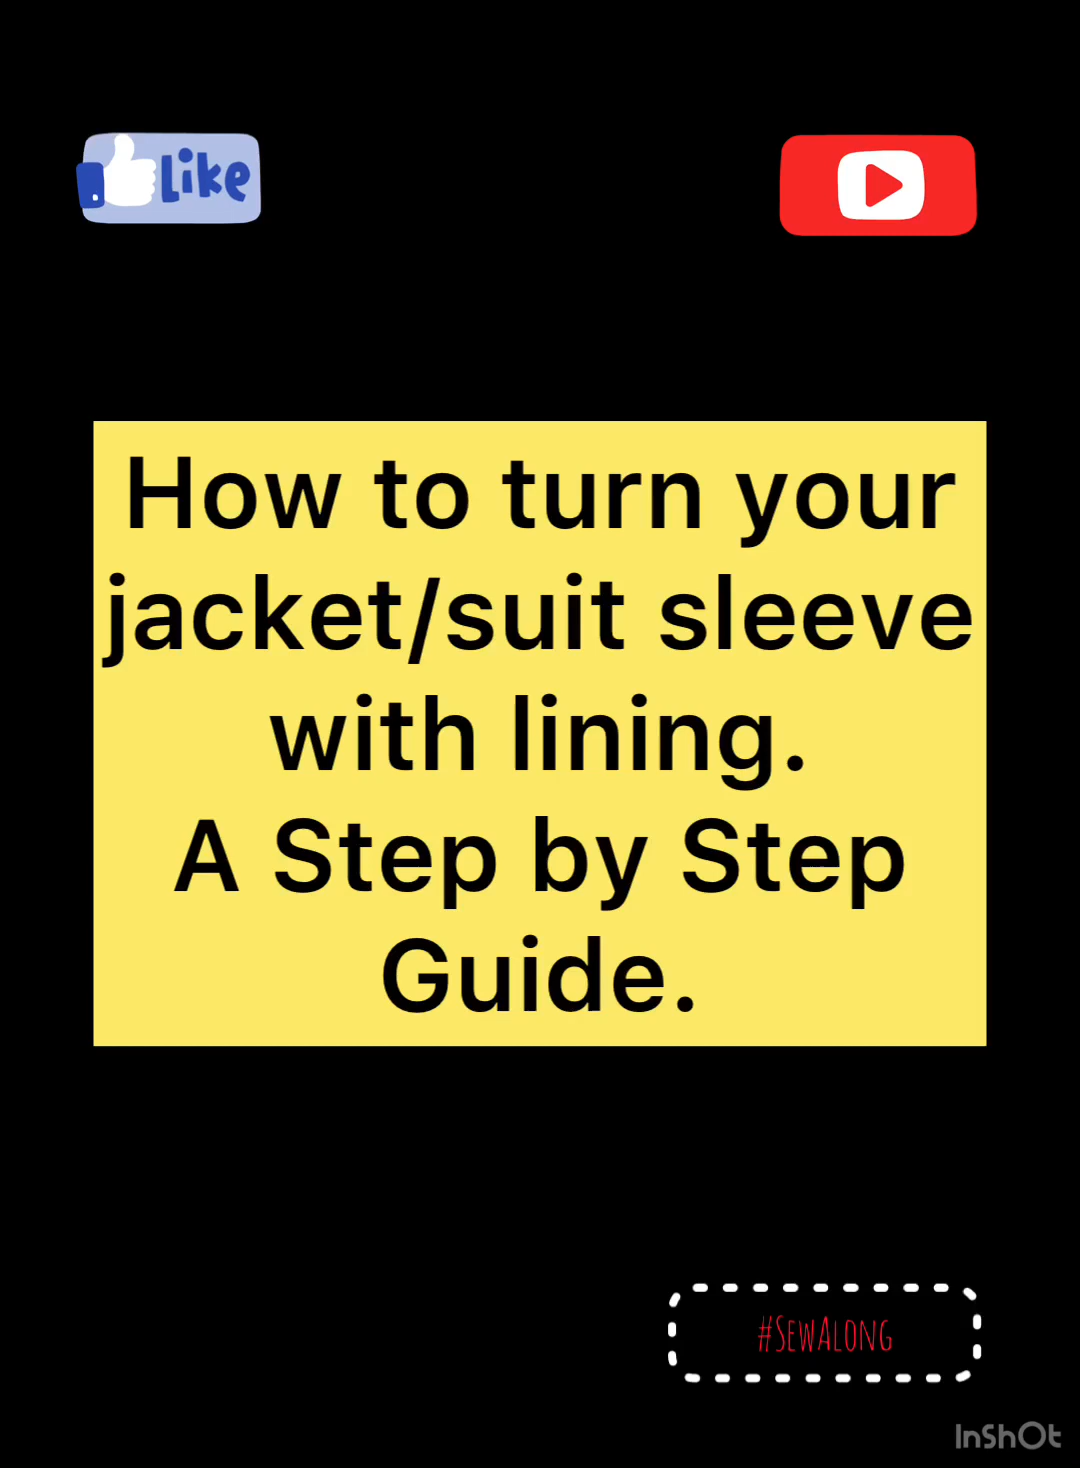 Like
How to turn your
jacket/suit sleeve
with lining.
A Step by Step
Guide.
#SEWALONG
InShOt